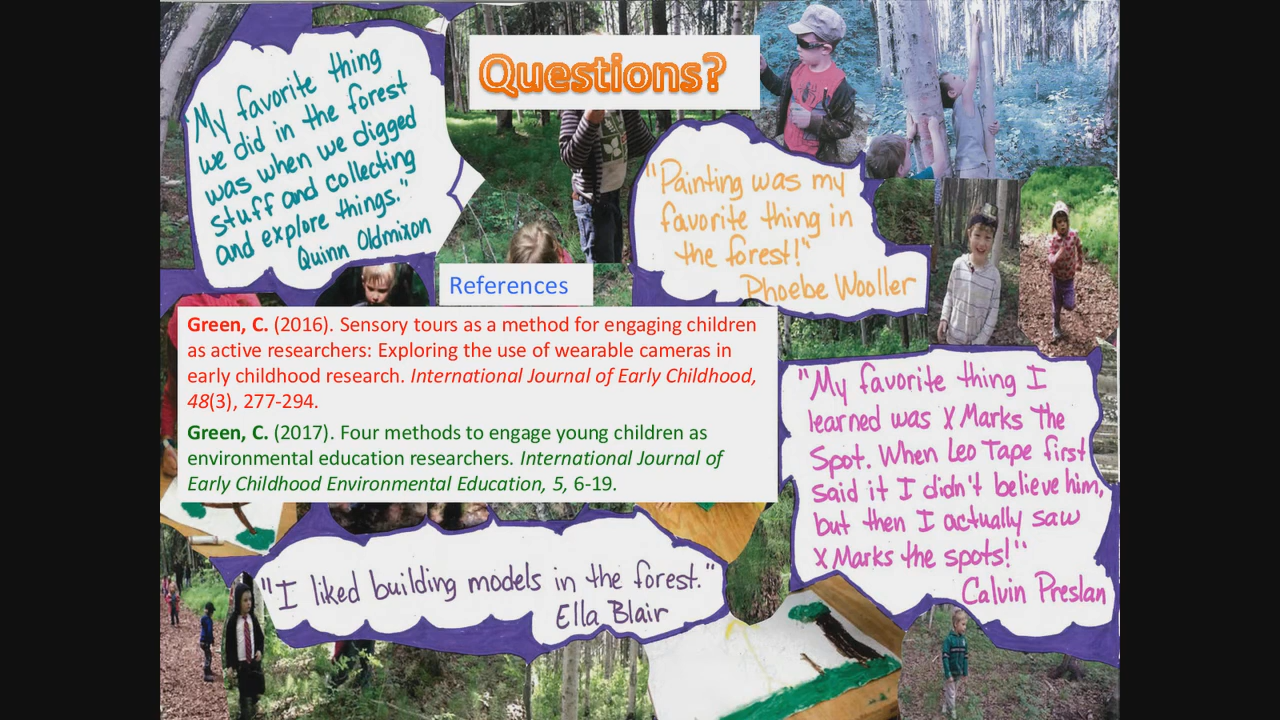 Questions?
"My favorite thing
we did in the forest
was when we digged
stuff and collecting
and explore things."
Quinn Oldmixon
"Painting was my
favorite thing in
the forest!"
Phoebe Wooller
References
Green, C. (2016). Sensory tours as a method for engaging children
as active researchers: Exploring the use of wearable cameras in
early childhood research. International Journal of Early Childhood,
48(3), 277-294.
Green, C. (2017). Four methods to engage young children as
environmental education researchers. International Journal of
Early Childhood Environmental Education, 5, 6-19.
"My favorite thing I
learned was X Marks The
Spot. When Leo Tape first
said it I didn't believe him,
but then I actually saw
X Marks the spots!"
Calvin Preslan
"I liked building models in the forest."
Ella Blair